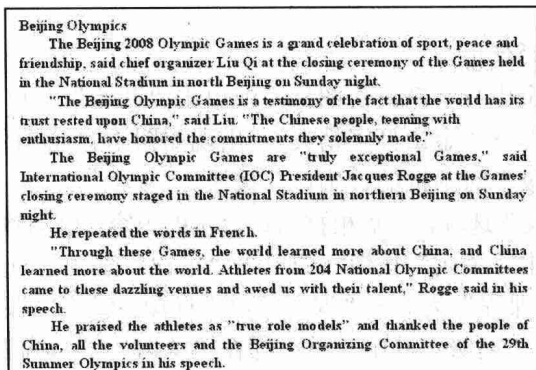 Beijing Olympics
The Beijing 2008 Olympic Games is a grand celebration of sport, peace and
friendship, said chief organizer Liu Qi at the closing ceremony of the Games held
in the National Stadium in north Beijing on Sunday night.
"The Beijing Olympic Games is a testimony of the fact that the world has its
trust rested upon China," said Liu. "The Chinese people, teeming with
enthusiasm, have honored the commitments they solemnly made."
The Beijing Olympic Games are "truly exceptional Games," said
International Olympic Committee (IOC) President Jacques Rogge at the Games'
closing ceremony staged in the National Stadium in northern Beijing on Sunday
night.
He repeated the words in French.
"Through these Games, the world learned more about China, and China
learned more about the world. Athletes from 204 National Olympic Committees
came to these dazzling venues and awed us with their talent," Rogge said in his
speech.
He praised the athletes as "true role models" and thanked the people of
China, all the volunteers and the Beijing Organizing Committee of the 29th
Summer Olympics in his speech.